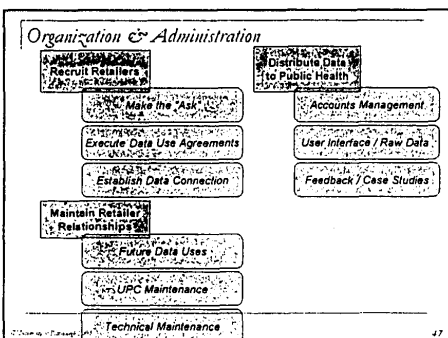 Organization & Administration
Recruit Retailers
Make the "Ask"
Execute Data Use Agreements
Establish Data Connection
Maintain Retailer
Relationships
Future Data Uses
UPC Maintenance
Technical Maintenance
Distribute Data
to Public Health
Accounts Management
User Interface / Raw Data
Feedback / Case Studies
47